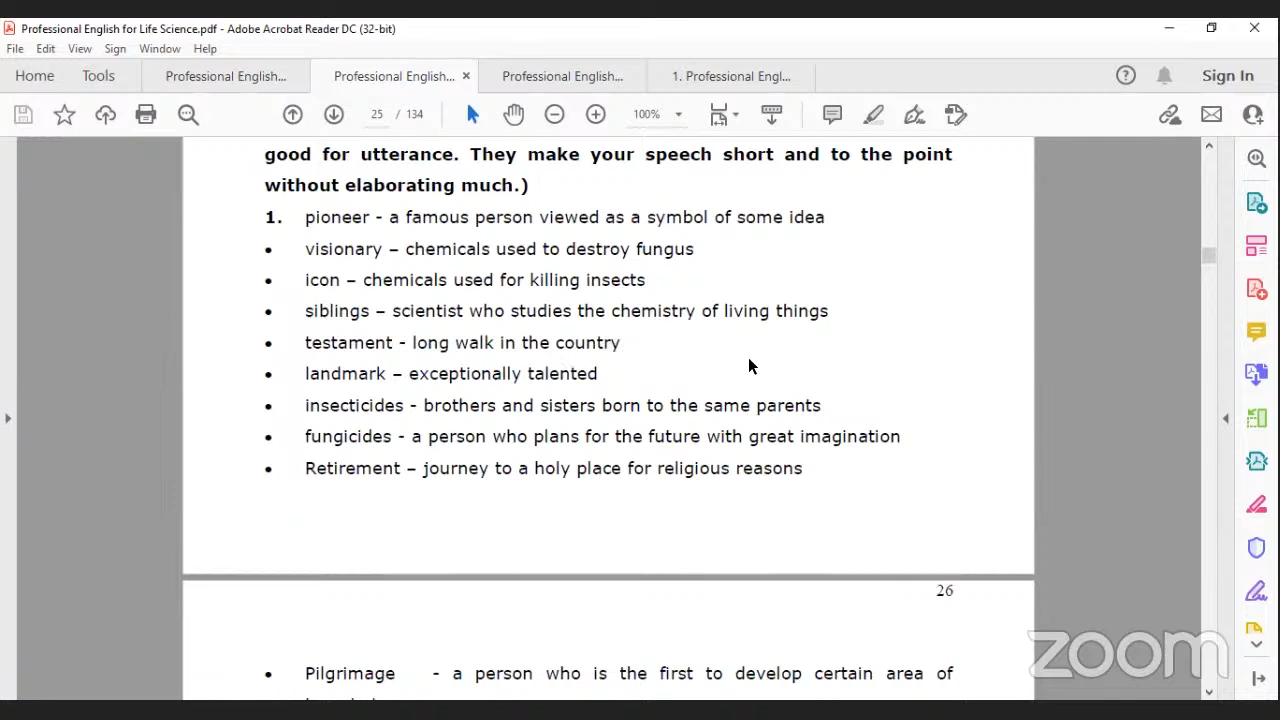 Professional English for Life Science.pdf - Adobe Acrobat Reader DC (32-bit)
File Edit View Sign Window Help
Home Tools Professional English... Professional English... Professional English... 1. Professional Engl... Sign In
25 / 134 100%
good for utterance. They make your speech short and to the point
without elaborating much.)
1. pioneer - a famous person viewed as a symbol of some idea
• visionary – chemicals used to destroy fungus
• icon – chemicals used for killing insects
• siblings – scientist who studies the chemistry of living things
• testament - long walk in the country
• landmark – exceptionally talented
• insecticides - brothers and sisters born to the same parents
• fungicides - a person who plans for the future with great imagination
• Retirement – journey to a holy place for religious reasons
26
• Pilgrimage - a person who is the first to develop certain area of
zoom